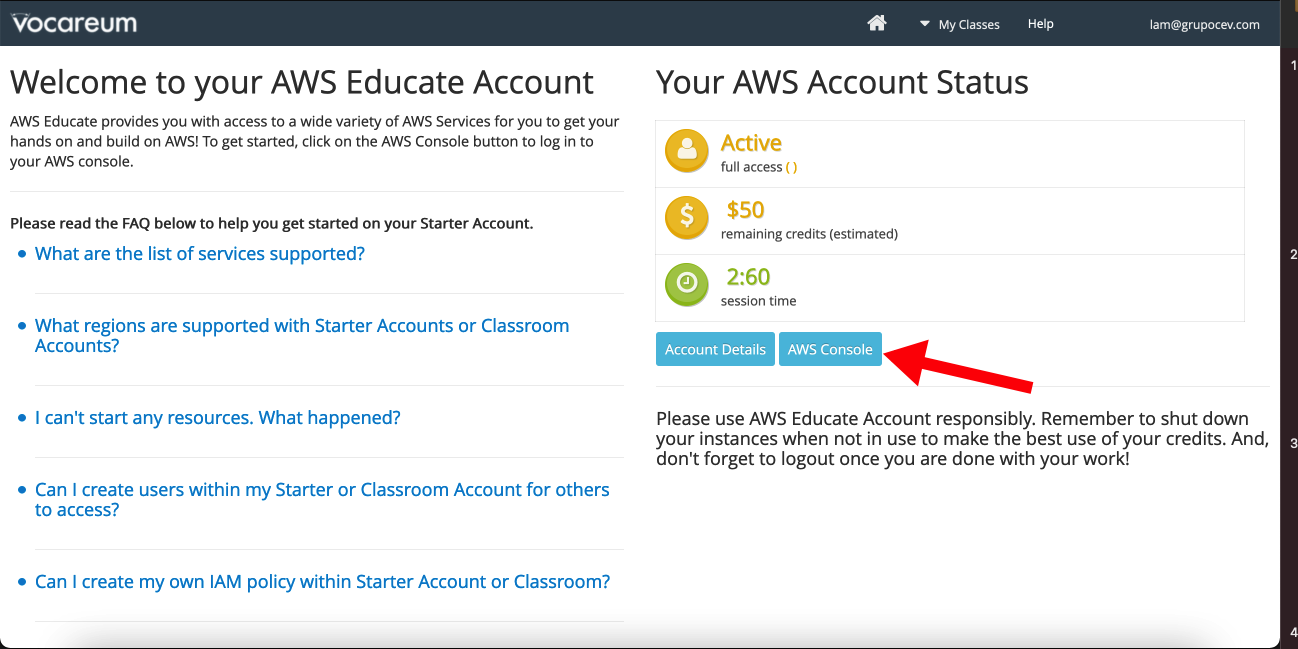 Vocareum
My Classes
Help
lam@grupocev.com
Welcome to your AWS Educate Account
AWS Educate provides you with access to a wide variety of AWS Services for you to get your
hands on and build on AWS! To get started, click on the AWS Console button to log in to
your AWS console.
Please read the FAQ below to help you get started on your Starter Account.
What are the list of services supported?
What regions are supported with Starter Accounts or Classroom
Accounts?
I can't start any resources. What happened?
Can I create users within my Starter or Classroom Account for others
to access?
Can I create my own IAM policy within Starter Account or Classroom?
Your AWS Account Status
Active
full access ( )
$
$50
remaining credits (estimated)
2:60
session time
Account Details
AWS Console
Please use AWS Educate Account responsibly. Remember to shut down
your instances when not in use to make the best use of your credits. And,
don't forget to logout once you are done with your work!
1
2
3
4